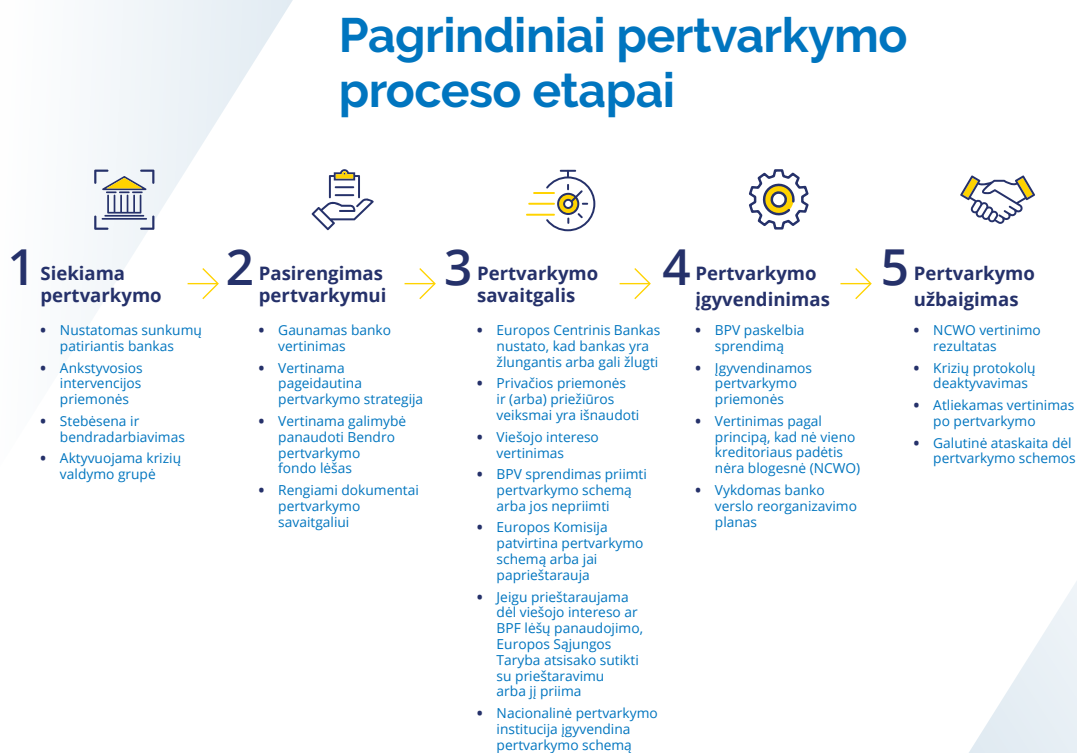 Pagrindiniai pertvarkymo
proceso etapai
1 Siekiama
pertvarkymo
• Nustatomas sunkumų
patiriantis bankas
• Ankstyvosios
intervencijos
priemonės
• Stebėsena ir
bendradarbiavimas
• Aktyvuojama krizių
valdymo grupė
2 Pasirengimas
pertvarkymui
• Gaunamas banko
vertinimas
• Vertinama
pageidautina
pertvarkymo strategija
• Vertinama galimybė
panaudoti Bendro
pertvarkymo
fondo lėšas
• Rengiami dokumentai
pertvarkymo
savaitgaliui
3 Pertvarkymo
savaitgalis
• Europos Centrinis Bankas
nustato, kad bankas yra
žlungantis arba gali žlugti
• Privačios priemonės
ir (arba) priežiūros
veiksmai yra išnaudoti
• Viešojo intereso
vertinimas
• BPV sprendimas priimti
pertvarkymo schemą
arba jos nepriimti
• Europos Komisija
patvirtina pertvarkymo
schemą arba jai
paprieštarauja
• Jeigu prieštaraujama
dėl viešojo intereso ar
BPF lėšų panaudojimo,
Europos Sąjungos
Taryba atsisako sutikti
su prieštaravimu
arba jį priima
• Nacionalinė pertvarkymo
institucija įgyvendina
pertvarkymo schemą
4 Pertvarkymo
įgyvendinimas
• BPV paskelbia
sprendimą
• Įgyvendinamos
pertvarkymo
priemonės
• Vertinimas pagal
principą, kad nė vieno
kreditoriaus padėtis
nėra blogesnė (NCWO)
• Vykdomas banko
verslo reorganizavimo
planas
5 Pertvarkymo
užbaigimas
• NCWO vertinimo
rezultatas
• Krizių protokolų
deaktyvavimas
• Atliekamas vertinimas
po pertvarkymo
• Galutinė ataskaita dėl
pertvarkymo schemos